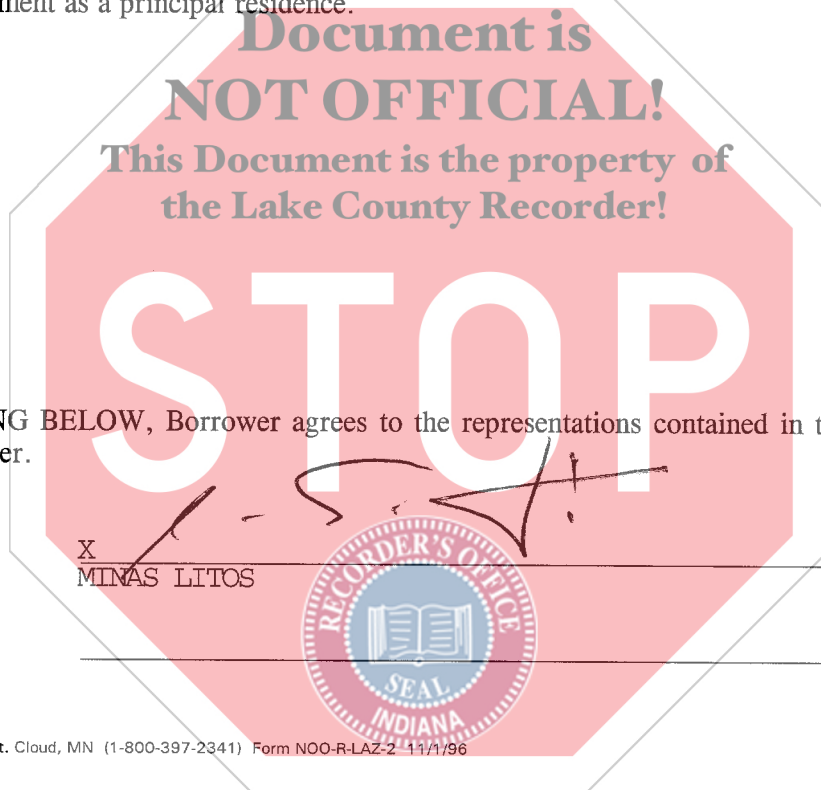 ment as a principal residence.
Document is
NOT OFFICIAL!
This Document is the property of
the Lake County Recorder!
STOP
NG BELOW, Borrower agrees to the representations contained in t
er.
X
MINAS LITOS
RECORDER'S OFFICE
SEAL
INDIANA
t. Cloud, MN (1-800-397-2341) Form NOO-R-LAZ-2 11/1/96